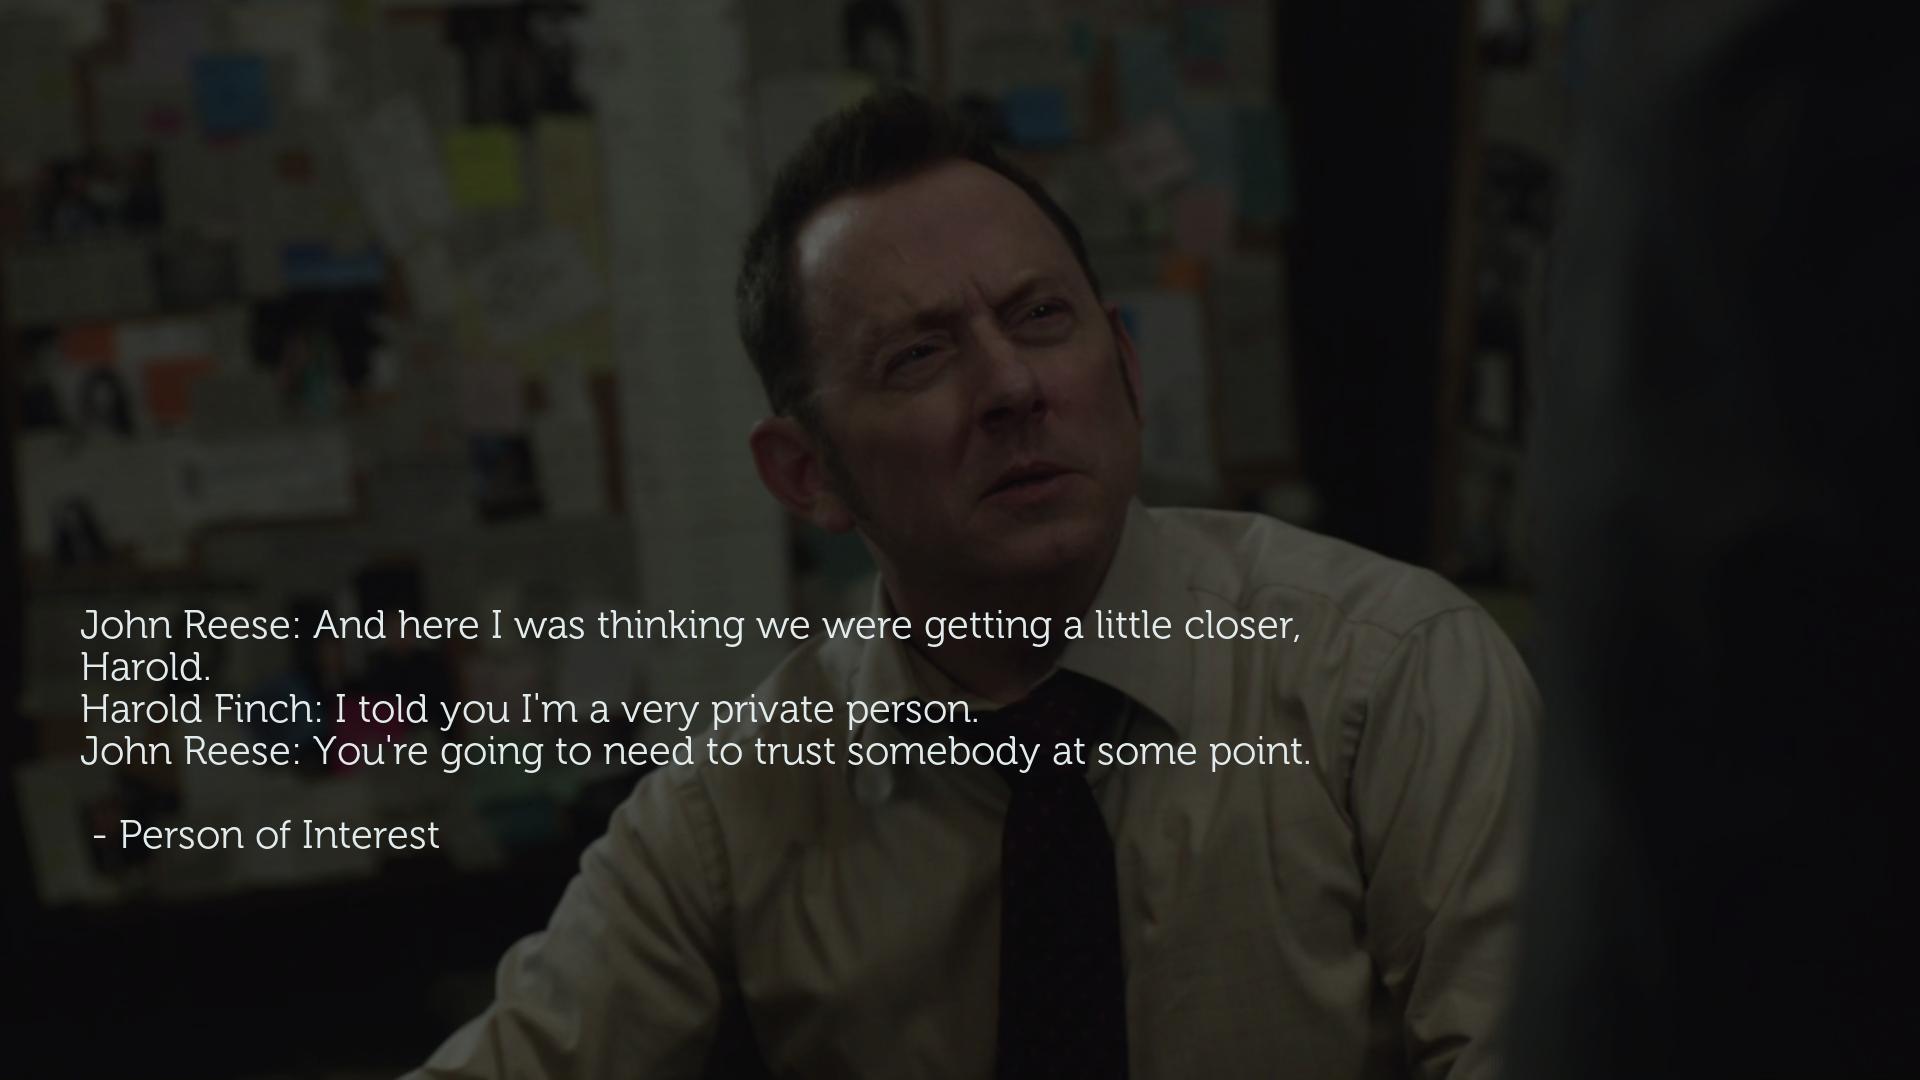 John Reese: And here I was thinking we were getting a little closer,
Harold.
Harold Finch: I told you I'm a very private person.
John Reese: You're going to need to trust somebody at some point.
- Person of Interest